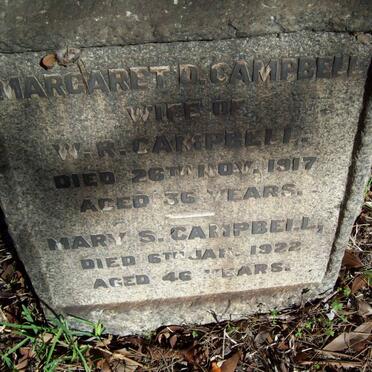 MARGARET D. CAMPBELL
WIFE OF
W. R. CAMPBELL.
DIED 26TH NOV. 1917
AGED 36 YEARS.
MARY S. CAMPBELL,
DIED 6TH JAN. 1922
AGED 46 YEARS.